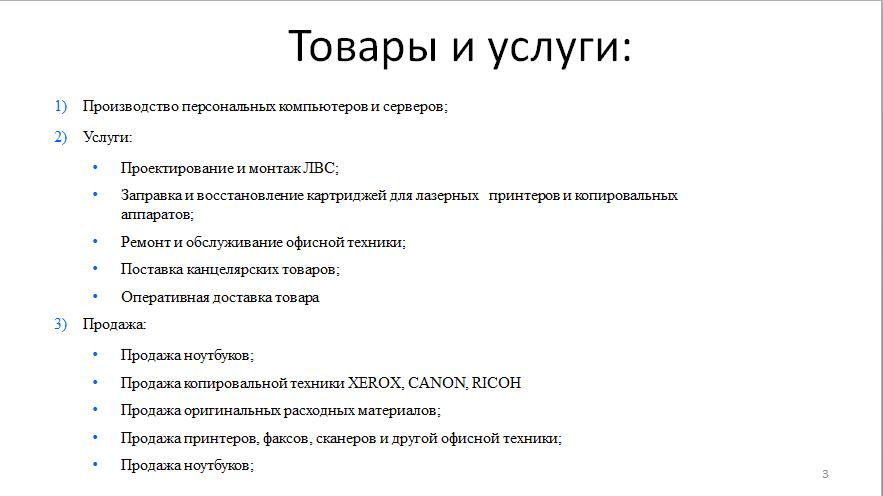 Товары и услуги:
1) Производство персональных компьютеров и серверов;
2) Услуги:
• Проектирование и монтаж ЛВС;
• Заправка и восстановление картриджей для лазерных принтеров и копировальных
аппаратов;
• Ремонт и обслуживание офисной техники;
• Поставка канцелярских товаров;
• Оперативная доставка товара
3) Продажа:
• Продажа ноутбуков;
• Продажа копировальной техники XEROX, CANON, RICOH
• Продажа оригинальных расходных материалов;
• Продажа принтеров, факсов, сканеров и другой офисной техники;
• Продажа ноутбуков;
3